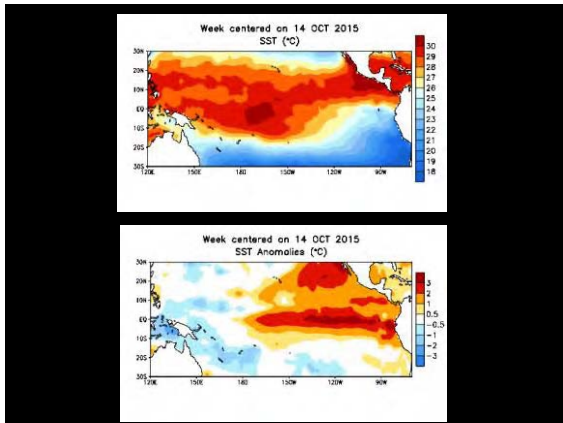 Week centered on 14 OCT 2015
SST (°C)
30N
20N
10N
EQ
10S
20S
30S
120E
150E
180
150W
120W
90W
30
29
28
27
26
25
24
23
22
21
20
19
18
Week centered on 14 OCT 2015
SST Anomalies (°C)
30N
20N
10N
EQ
10S
20S
30S
120E
150E
180
150W
120W
90W
3
2
1
0.5
−0.5
−1
−2
−3